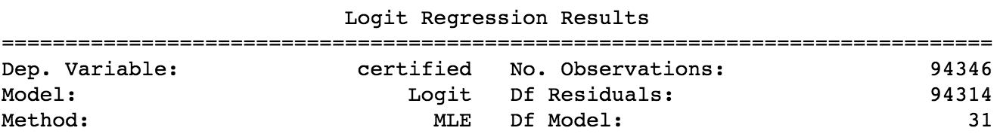 Logit Regression Results
==============================================================================
Dep. Variable: certified No. Observations: 94346
Model: Logit Df Residuals: 94314
Method: MLE Df Model: 31